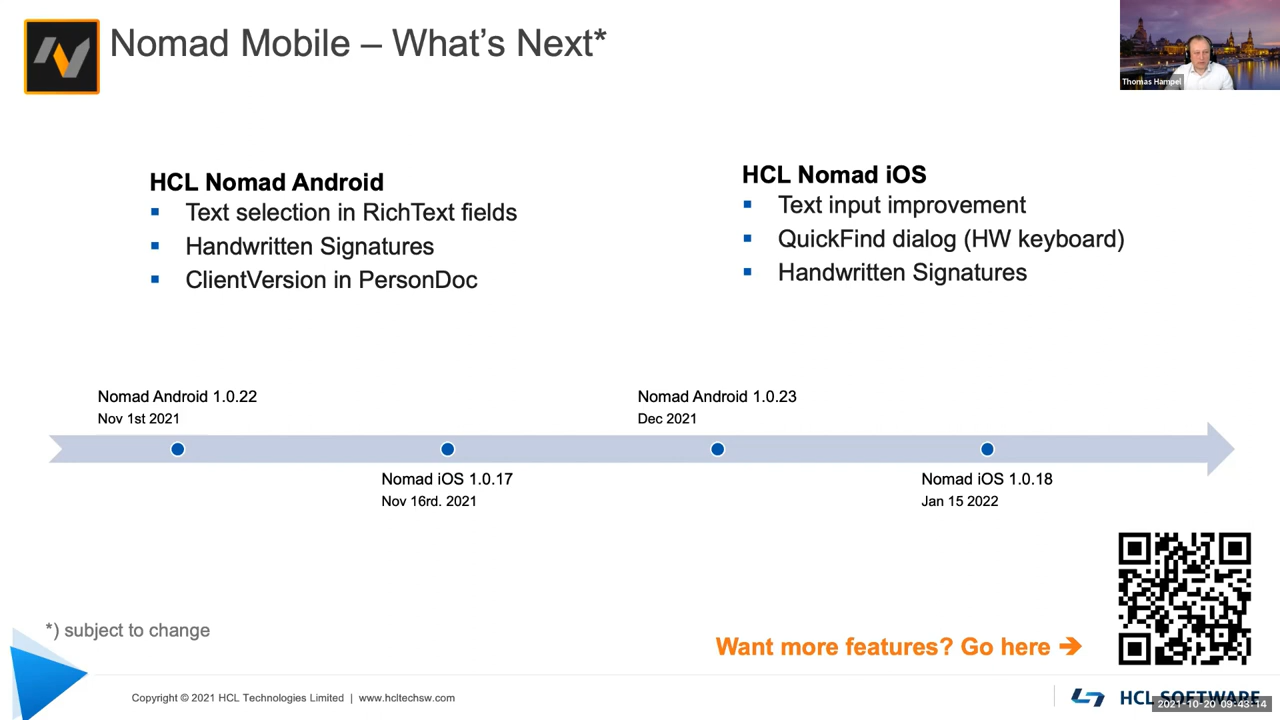 Nomad Mobile – What's Next*
Thomas Hampel
HCL Nomad Android
▪ Text selection in RichText fields
▪ Handwritten Signatures
▪ ClientVersion in PersonDoc
HCL Nomad iOS
▪ Text input improvement
▪ QuickFind dialog (HW keyboard)
▪ Handwritten Signatures
Nomad Android 1.0.22
Nov 1st 2021
Nomad Android 1.0.23
Dec 2021
Nomad iOS 1.0.17
Nov 16rd. 2021
Nomad iOS 1.0.18
Jan 15 2022
*) subject to change
Want more features? Go here ➔
Copyright © 2021 HCL Technologies Limited | www.hcltechsw.com
HCL SOFTWARE
2021-10-20 09:43:14